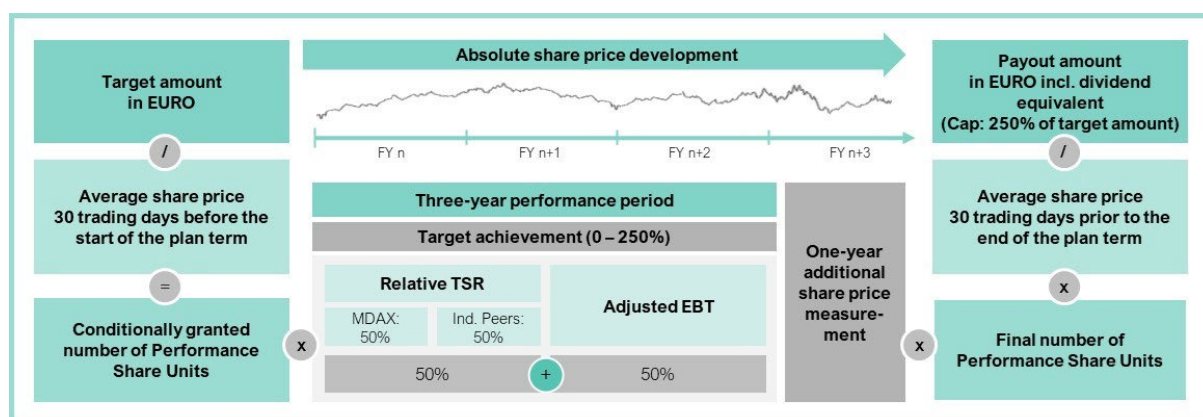 Target amount
in EURO
/
Average share price
30 trading days before the
start of the plan term
=
Conditionally granted
number of Performance
Share Units
x
Absolute share price development
FY n
FY n+1
FY n+2
FY n+3
Three-year performance period
Target achievement (0 – 250%)
Relative TSR
MDAX:
50%
Ind. Peers:
50%
Adjusted EBT
50%
+
50%
One-year
additional
share price
measure-
ment
x
Payout amount
in EURO incl. dividend
equivalent
(Cap: 250% of target amount)
/
Average share price
30 trading days prior to the
end of the plan term
x
Final number of
Performance Share Units